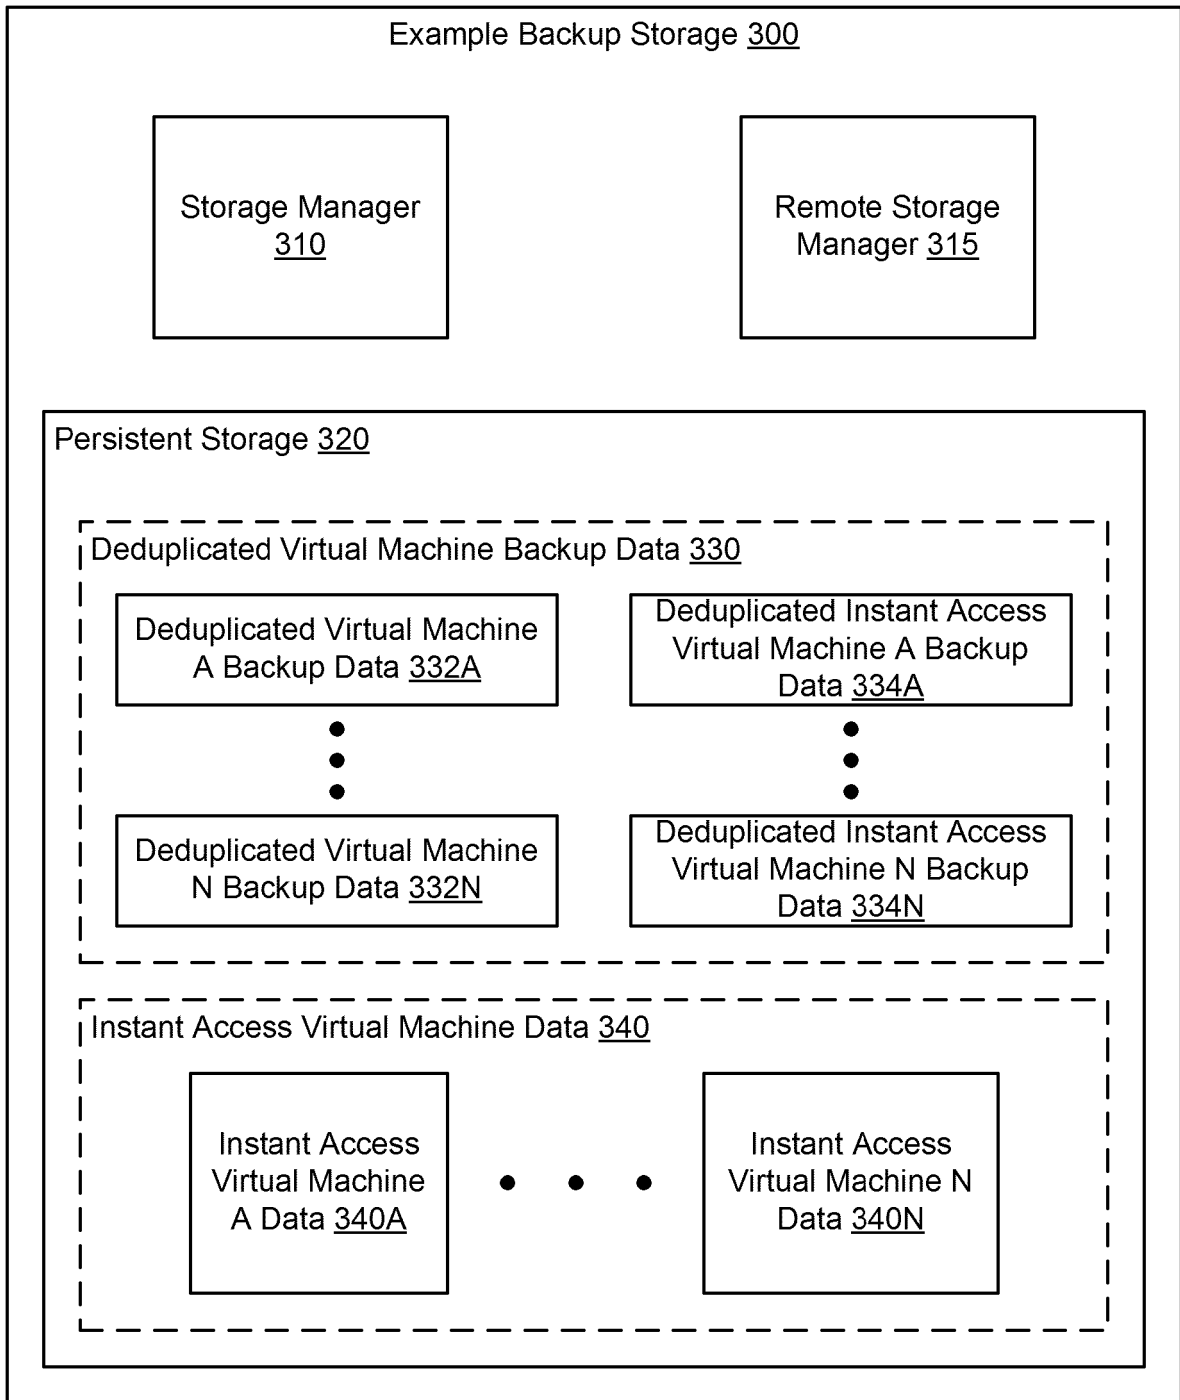 Example Backup Storage 300
Storage Manager
310
Remote Storage
Manager 315
Persistent Storage 320
Deduplicated Virtual Machine Backup Data 330
Deduplicated Virtual Machine
A Backup Data 332A
Deduplicated Instant Access
Virtual Machine A Backup
Data 334A
Deduplicated Virtual Machine
N Backup Data 332N
Deduplicated Instant Access
Virtual Machine N Backup
Data 334N
Instant Access Virtual Machine Data 340
Instant Access
Virtual Machine
A Data 340A
Instant Access
Virtual Machine N
Data 340N